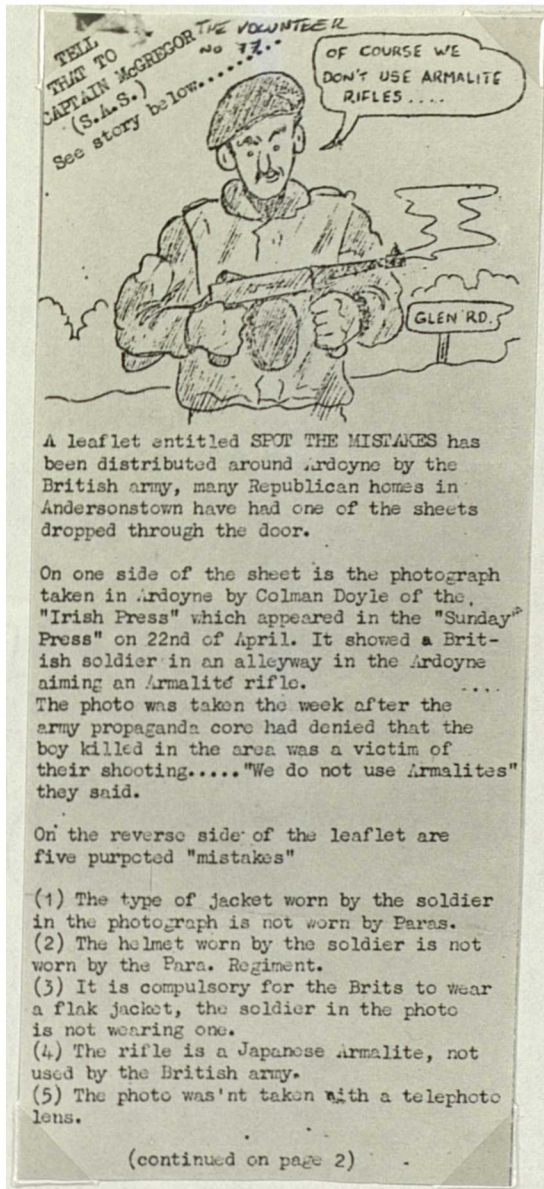 TELL
THAT TO
CAPTAIN McGREGOR
(S.A.S.)
See story below........
THE VOLUNTEER
NO 77
OF COURSE WE
DON'T USE ARMALITE
RIFLES ....
GLEN RD.
A leaflet entitled SPOT THE MISTAKES has
been distributed around Ardoyne by the
British army, many Republican homes in
Andersonstown have had one of the sheets
dropped through the door.
On one side of the sheet is the photograph
taken in Ardoyne by Colman Doyle of the,
"Irish Press" which appeared in the "Sunday
Press" on 22nd of April. It showed a Brit-
ish soldier in an alleyway in the Ardoyne
aiming an Armalite rifle. ....
The photo was taken the week after the
army propaganda core had denied that the
boy killed in the area was a victim of
their shooting....."We do not use Armalites"
they said.
On the reverse side of the leaflet are
five purpoted "mistakes"
(1) The type of jacket worn by the soldier
in the photograph is not worn by Paras.
(2) The helmet worn by the soldier is not
worn by the Para. Regiment.
(3) It is compulsory for the Brits to wear
a flak jacket, the soldier in the photo
is not wearing one.
(4) The rifle is a Japanese Armalite, not
used by the British army.
(5) The photo was'nt taken with a telephoto
lens.
(continued on page 2)